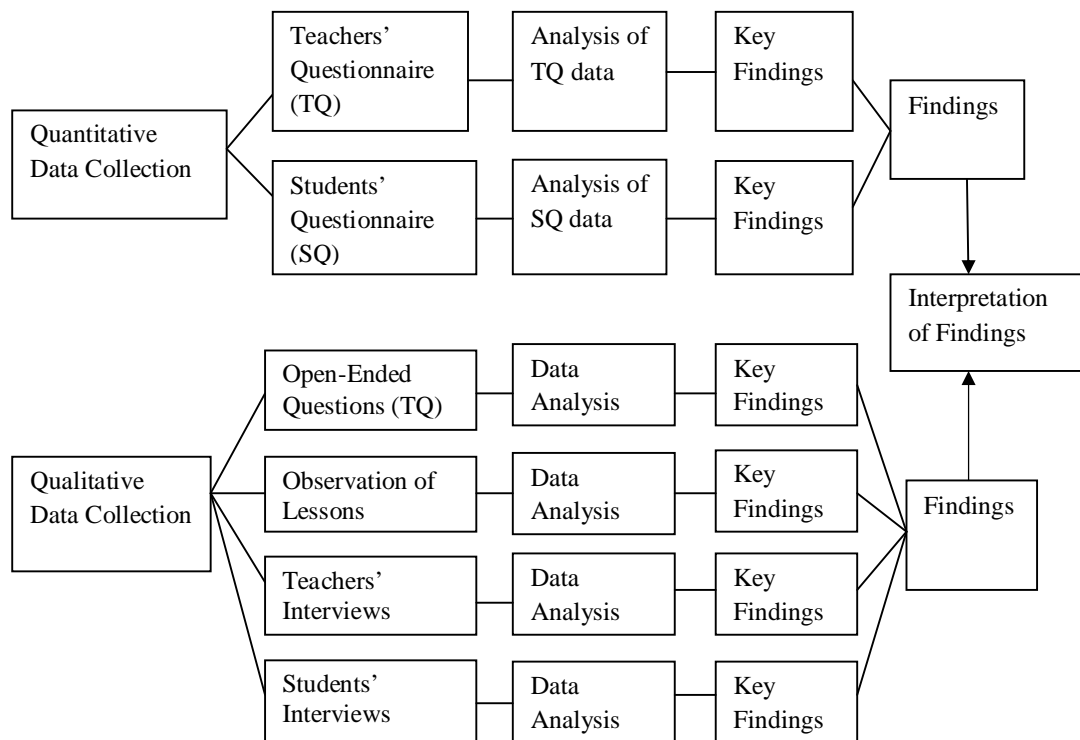 Quantitative
Data Collection
Teachers’
Questionnaire
(TQ)
Analysis of
TQ data
Key
Findings
Students’
Questionnaire
(SQ)
Analysis of
SQ data
Key
Findings
Findings
Interpretation
of Findings
Qualitative
Data Collection
Open-Ended
Questions (TQ)
Data
Analysis
Key
Findings
Observation of
Lessons
Data
Analysis
Key
Findings
Teachers’
Interviews
Data
Analysis
Key
Findings
Students’
Interviews
Data
Analysis
Key
Findings
Findings